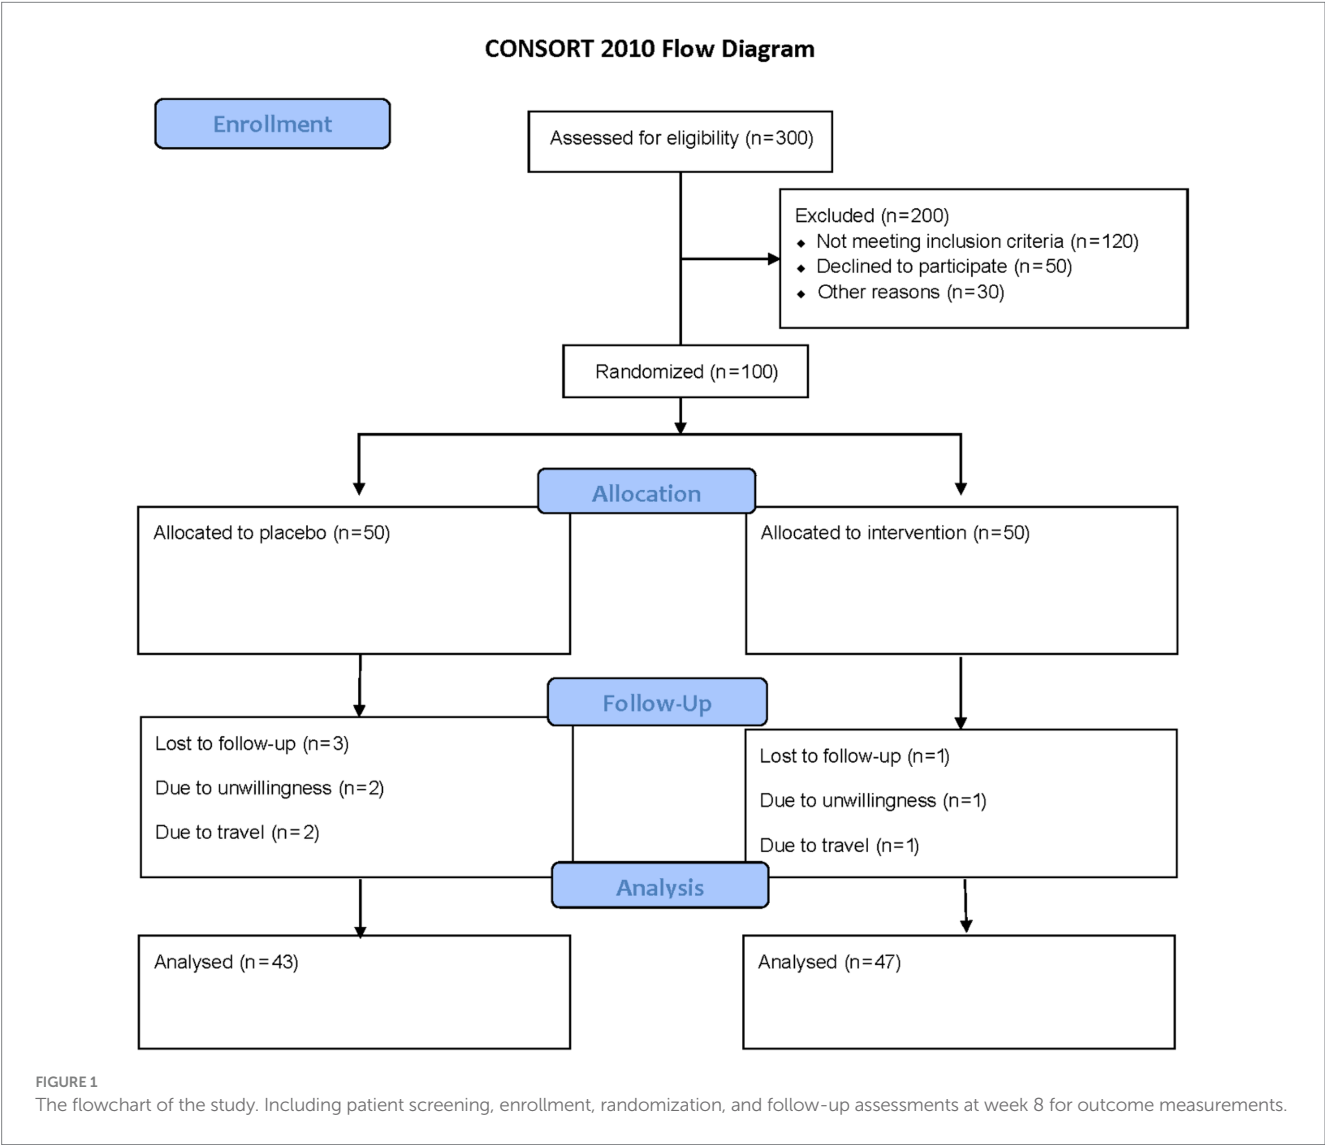 CONSORT 2010 Flow Diagram
Enrollment
Assessed for eligibility (n=300)
Excluded (n=200)
◆ Not meeting inclusion criteria (n=120)
◆ Declined to participate (n=50)
◆ Other reasons (n=30)
Randomized (n=100)
Allocation
Allocated to placebo (n=50)
Allocated to intervention (n=50)
Follow-Up
Lost to follow-up (n=3)
Due to unwillingness (n=2)
Due to travel (n=2)
Lost to follow-up (n=1)
Due to unwillingness (n=1)
Due to travel (n=1)
Analysis
Analysed (n=43)
Analysed (n=47)
FIGURE 1
The flowchart of the study. Including patient screening, enrollment, randomization, and follow-up assessments at week 8 for outcome measurements.